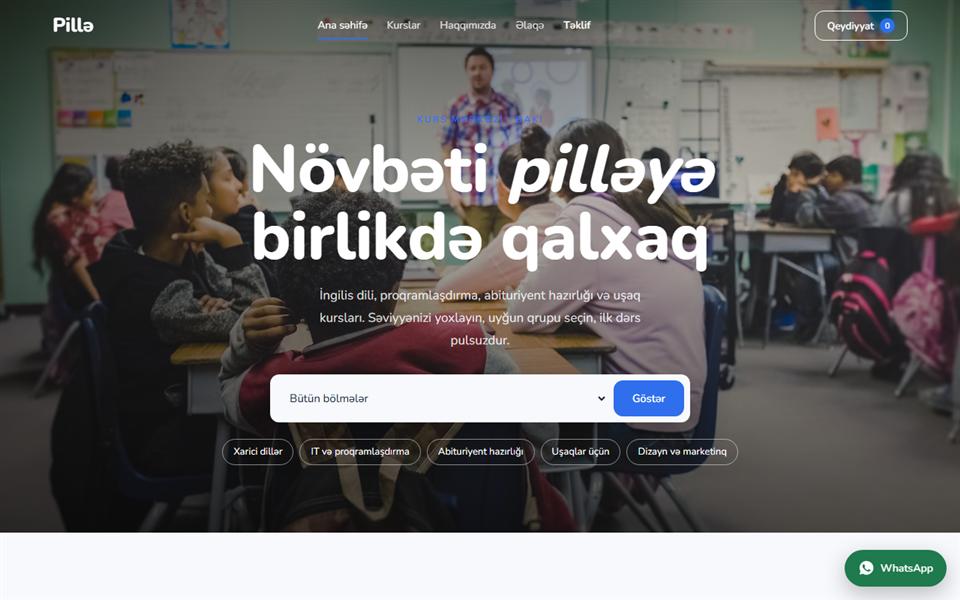 Pillə
Ana səhifə
Kurslar
Haqqımızda
Əlaqə
Təklif
Qeydiyyat 0
Növbəti pilləyə
birlikdə qalxaq
İngilis dili, proqramlaşdırma, abituriyent hazırlığı və uşaq
kursları. Səviyyənizi yoxlayın, uyğun qrupu seçin, ilk dərs
pulsuzdur.
Bütün bölmələr
Göstər
Xarici dillər
IT və proqramlaşdırma
Abituriyent hazırlığı
Uşaqlar üçün
Dizayn və marketinq
WhatsApp